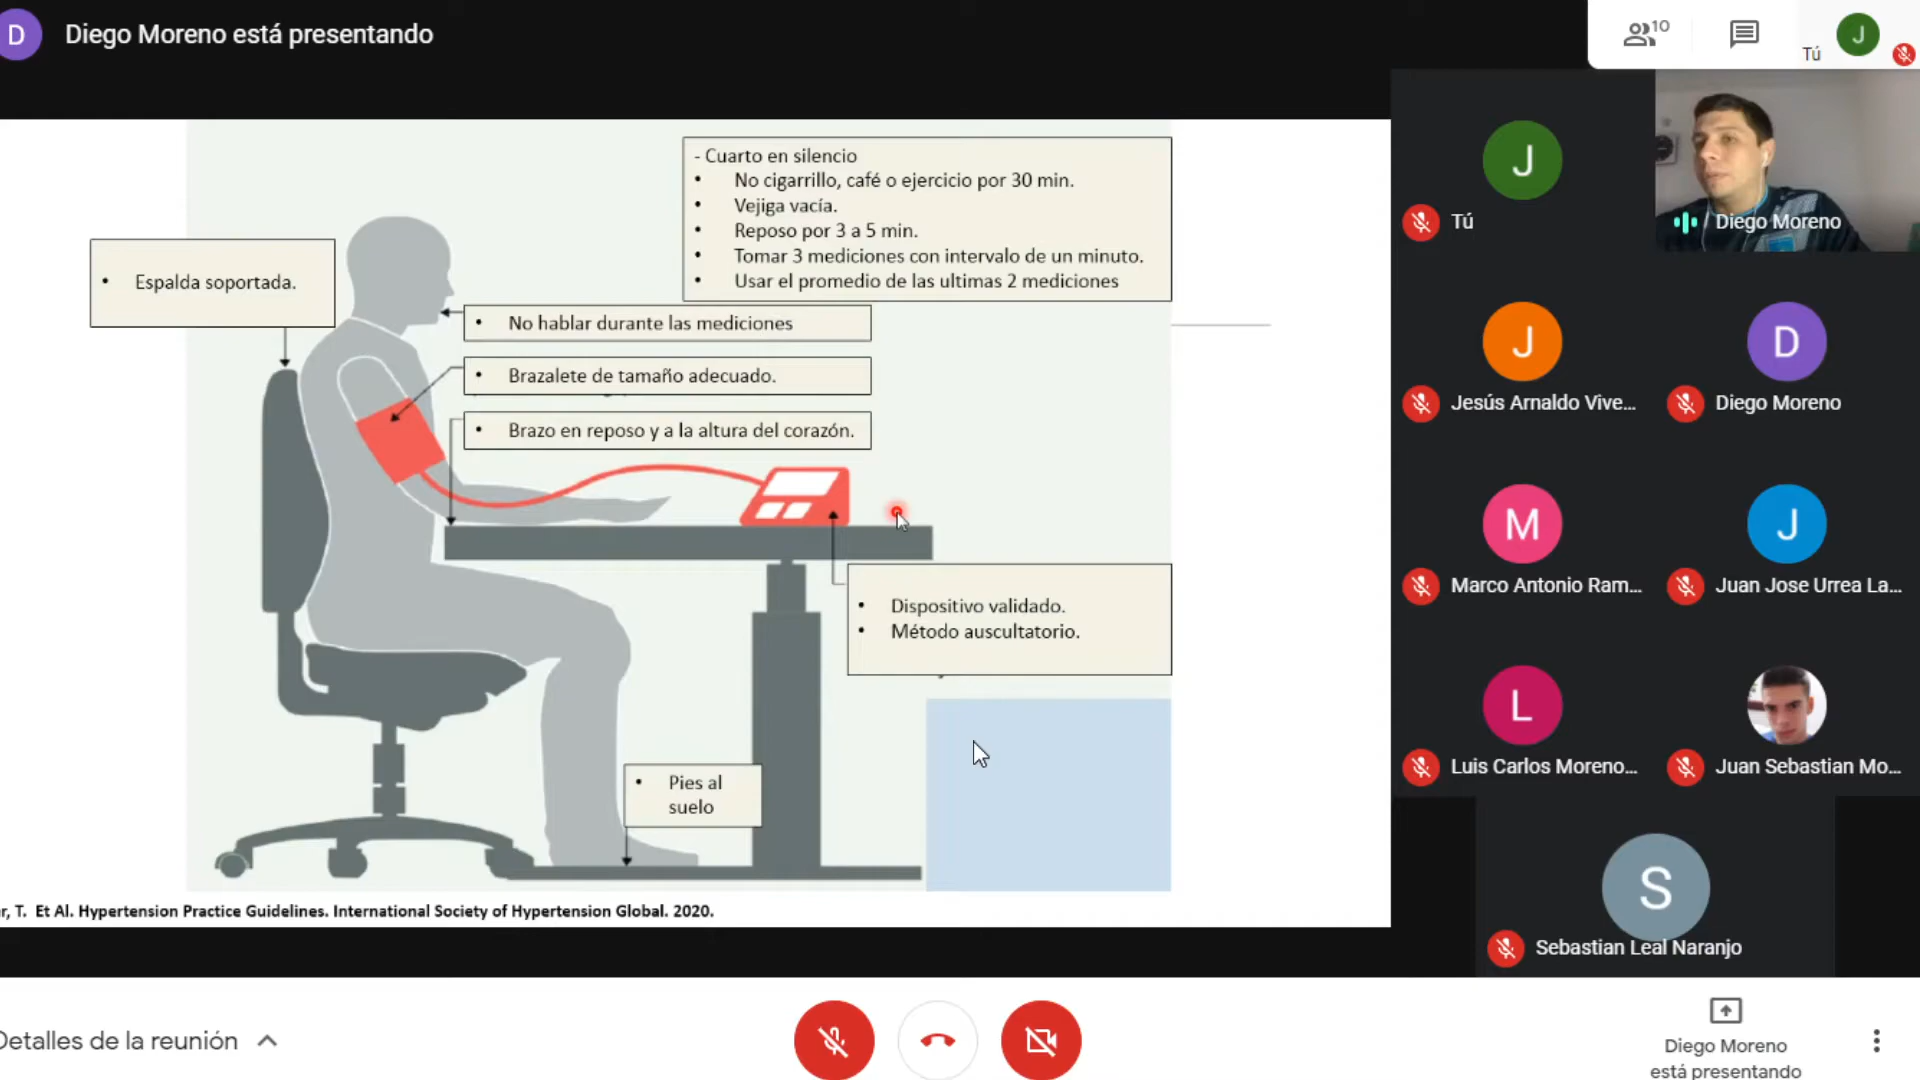 D
Diego Moreno está presentando
10
Tú
J
- Cuarto en silencio
• No cigarrillo, café o ejercicio por 30 min.
• Vejiga vacía.
• Reposo por 3 a 5 min.
• Tomar 3 mediciones con intervalo de un minuto.
• Usar el promedio de las ultimas 2 mediciones
• Espalda soportada.
• No hablar durante las mediciones
• Brazalete de tamaño adecuado.
• Brazo en reposo y a la altura del corazón.
• Dispositivo validado.
• Método auscultatorio.
• Pies al
suelo
r, T. Et Al. Hypertension Practice Guidelines. International Society of Hypertension Global. 2020.
J
Tú
Diego Moreno
J
Jesús Arnaldo Vive...
D
Diego Moreno
M
Marco Antonio Ram...
J
Juan Jose Urrea La...
L
Luis Carlos Moreno...
Juan Sebastian Mo...
S
Sebastian Leal Naranjo
Detalles de la reunión
Diego Moreno
está presentando